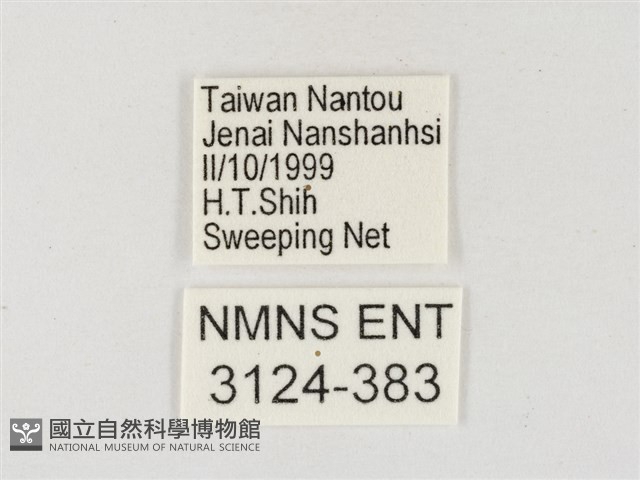 Taiwan Nantou
Jenai Nanshanhsi
II/10/1999
H.T.Shih
Sweeping Net
NMNS ENT
3124-383
國立自然科學博物館
NATIONAL MUSEUM OF NATURAL SCIENCE